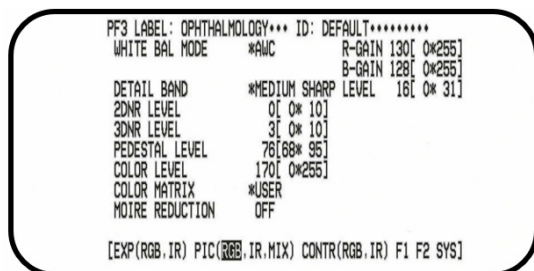 PF3 LABEL: OPHTHALMOLOGY*** ID: DEFAULT*********
WHITE BAL MODE *AWC R-GAIN 130[ 0*255]
B-GAIN 128[ 0*255]
DETAIL BAND *MEDIUM SHARP LEVEL 16[ 0* 31]
2DNR LEVEL 0[ 0* 10]
3DNR LEVEL 3[ 0* 10]
PEDESTAL LEVEL 76[68* 95]
COLOR LEVEL 170[ 0*255]
COLOR MATRIX *USER
MOIRE REDUCTION OFF
[EXP(RGB,IR) PIC(RGB,IR,MIX) CONTR(RGB,IR) F1 F2 SYS]